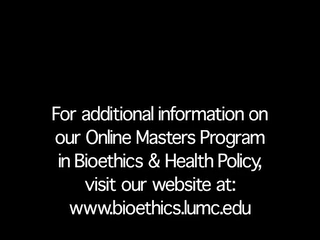 For additional information on
our Online Masters Program
in Bioethics & Health Policy,
visit our website at:
www.bioethics.lumc.edu